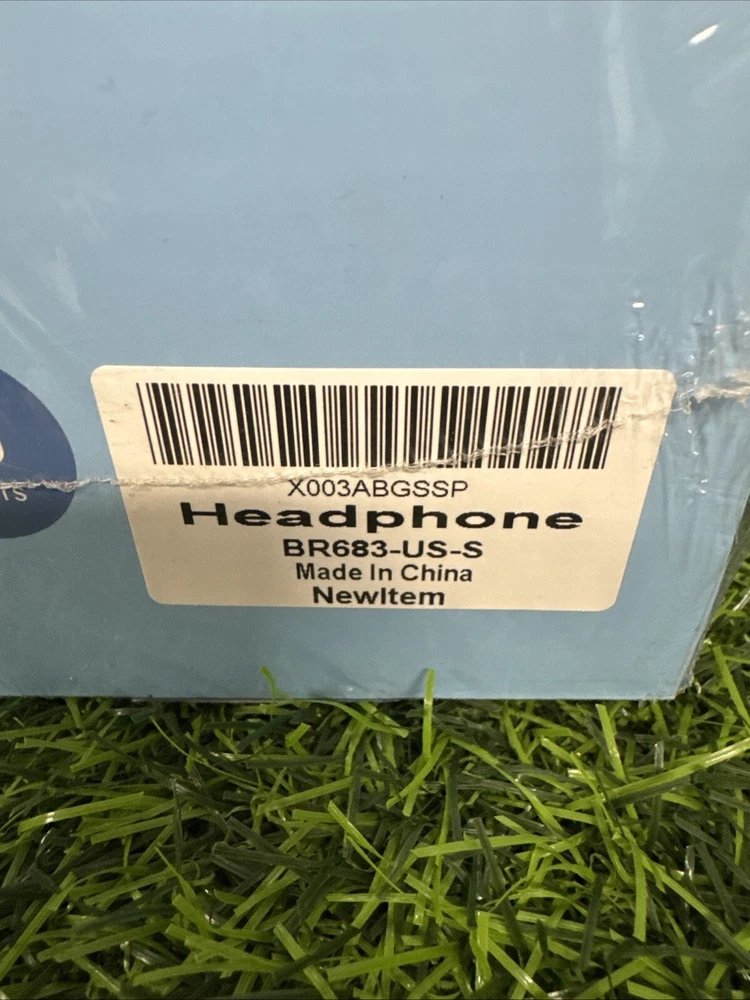 X003ABGSSP
Headphone
BR683-US-S
Made In China
NewItem